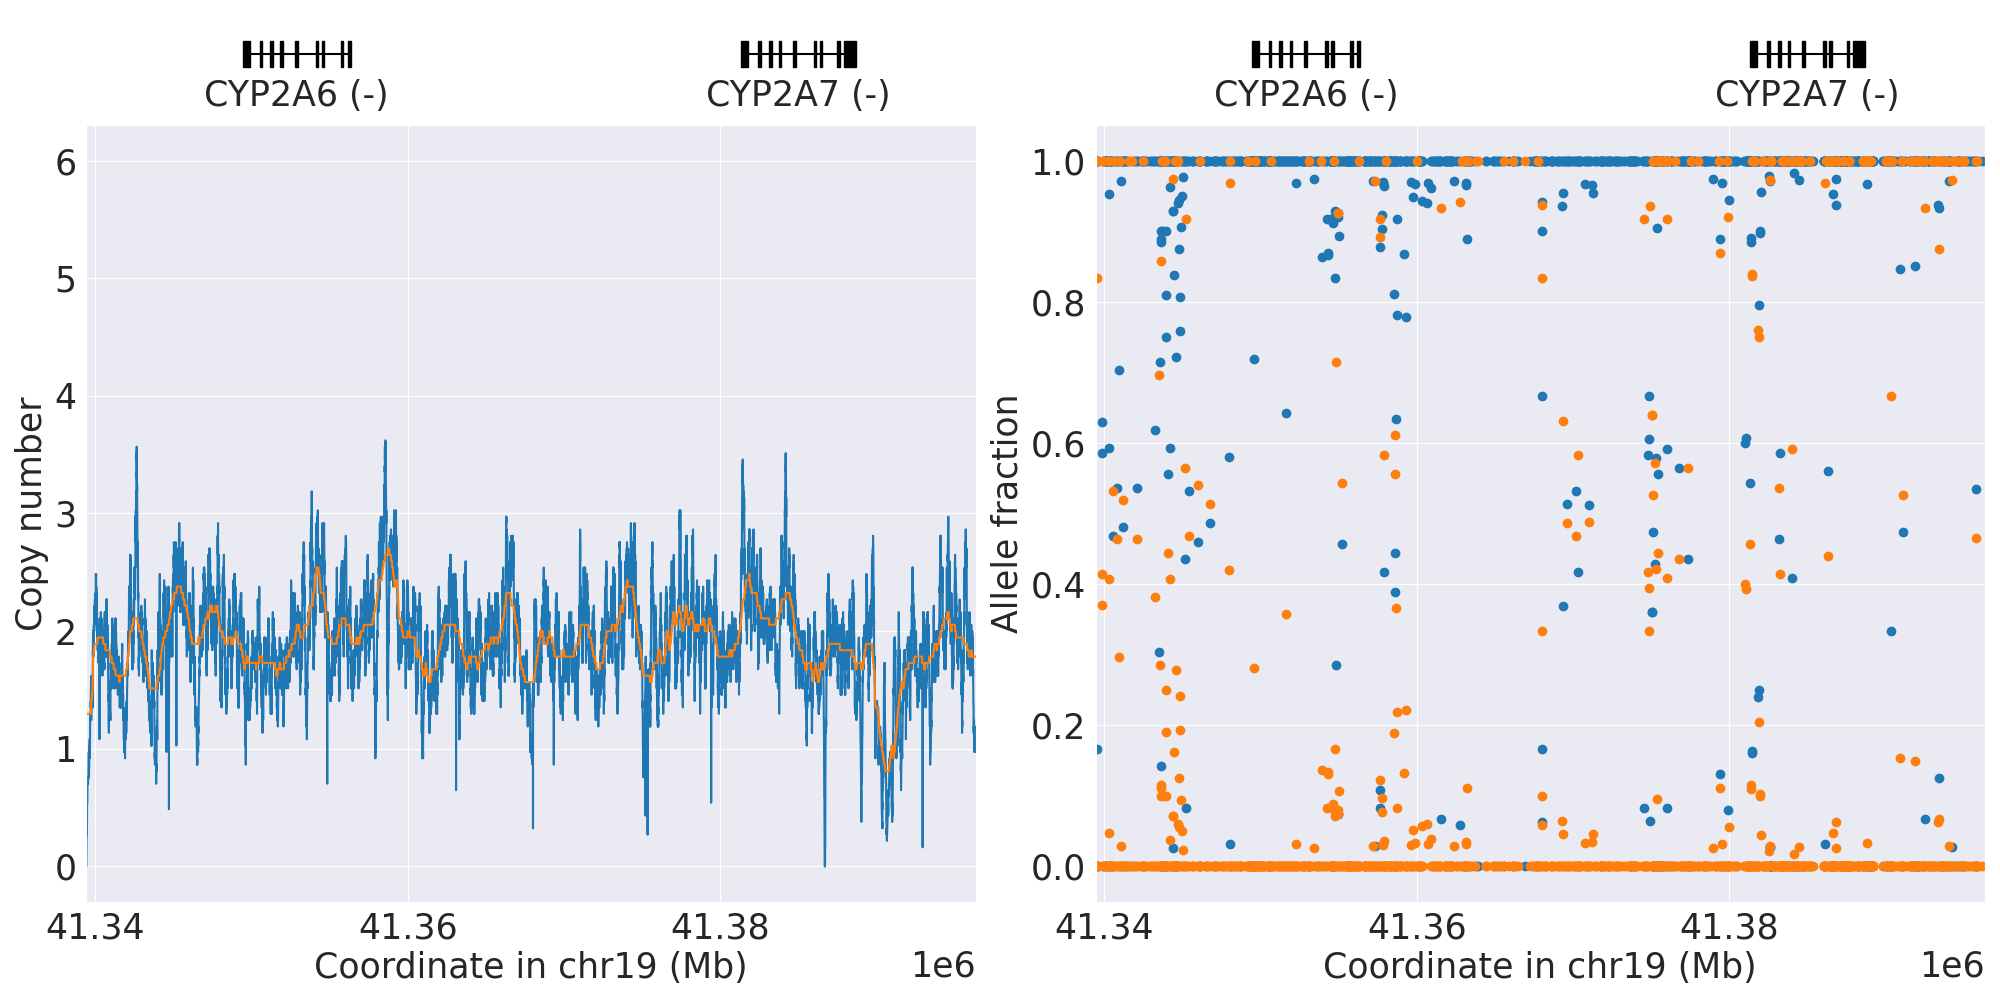 CYP2A6 (-)
CYP2A7 (-)
6
5
4
3
2
1
0
Copy number
41.34
41.36
41.38
Coordinate in chr19 (Mb)
1e6
CYP2A6 (-)
CYP2A7 (-)
1.0
0.8
0.6
0.4
0.2
0.0
Allele fraction
41.34
41.36
41.38
Coordinate in chr19 (Mb)
1e6